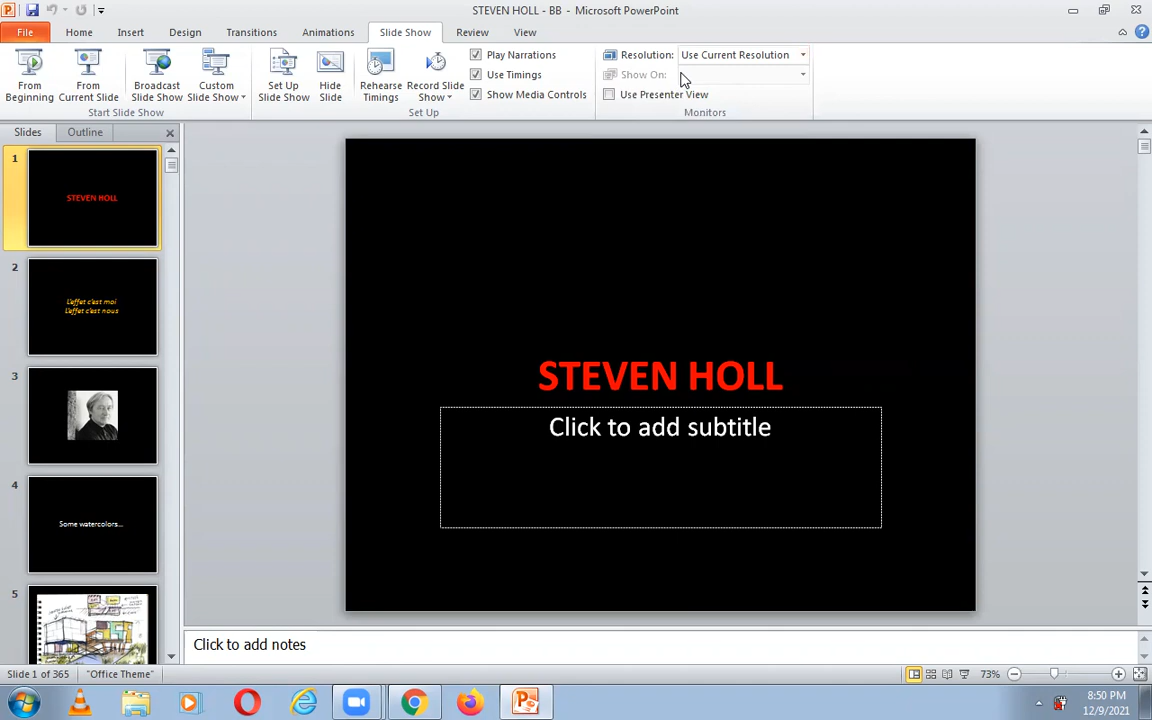 STEVEN HOLL - BB - Microsoft PowerPoint
File Home Insert Design Transitions Animations Slide Show Review View
From Beginning
From Current Slide
Broadcast Slide Show
Custom Slide Show
Set Up Slide Show
Hide Slide
Rehearse Timings
Record Slide Show
Play Narrations
Use Timings
Show Media Controls
Resolution: Use Current Resolution
Show On:
Use Presenter View
Start Slide Show Set Up Monitors
Slides Outline
1
STEVEN HOLL
2
L'effet c'est moi
L'effet c'est nous
3
4
Some watercolors...
5
STEVEN HOLL
Click to add subtitle
Click to add notes
Slide 1 of 365 "Office Theme" 73%
8:50 PM
12/9/2021